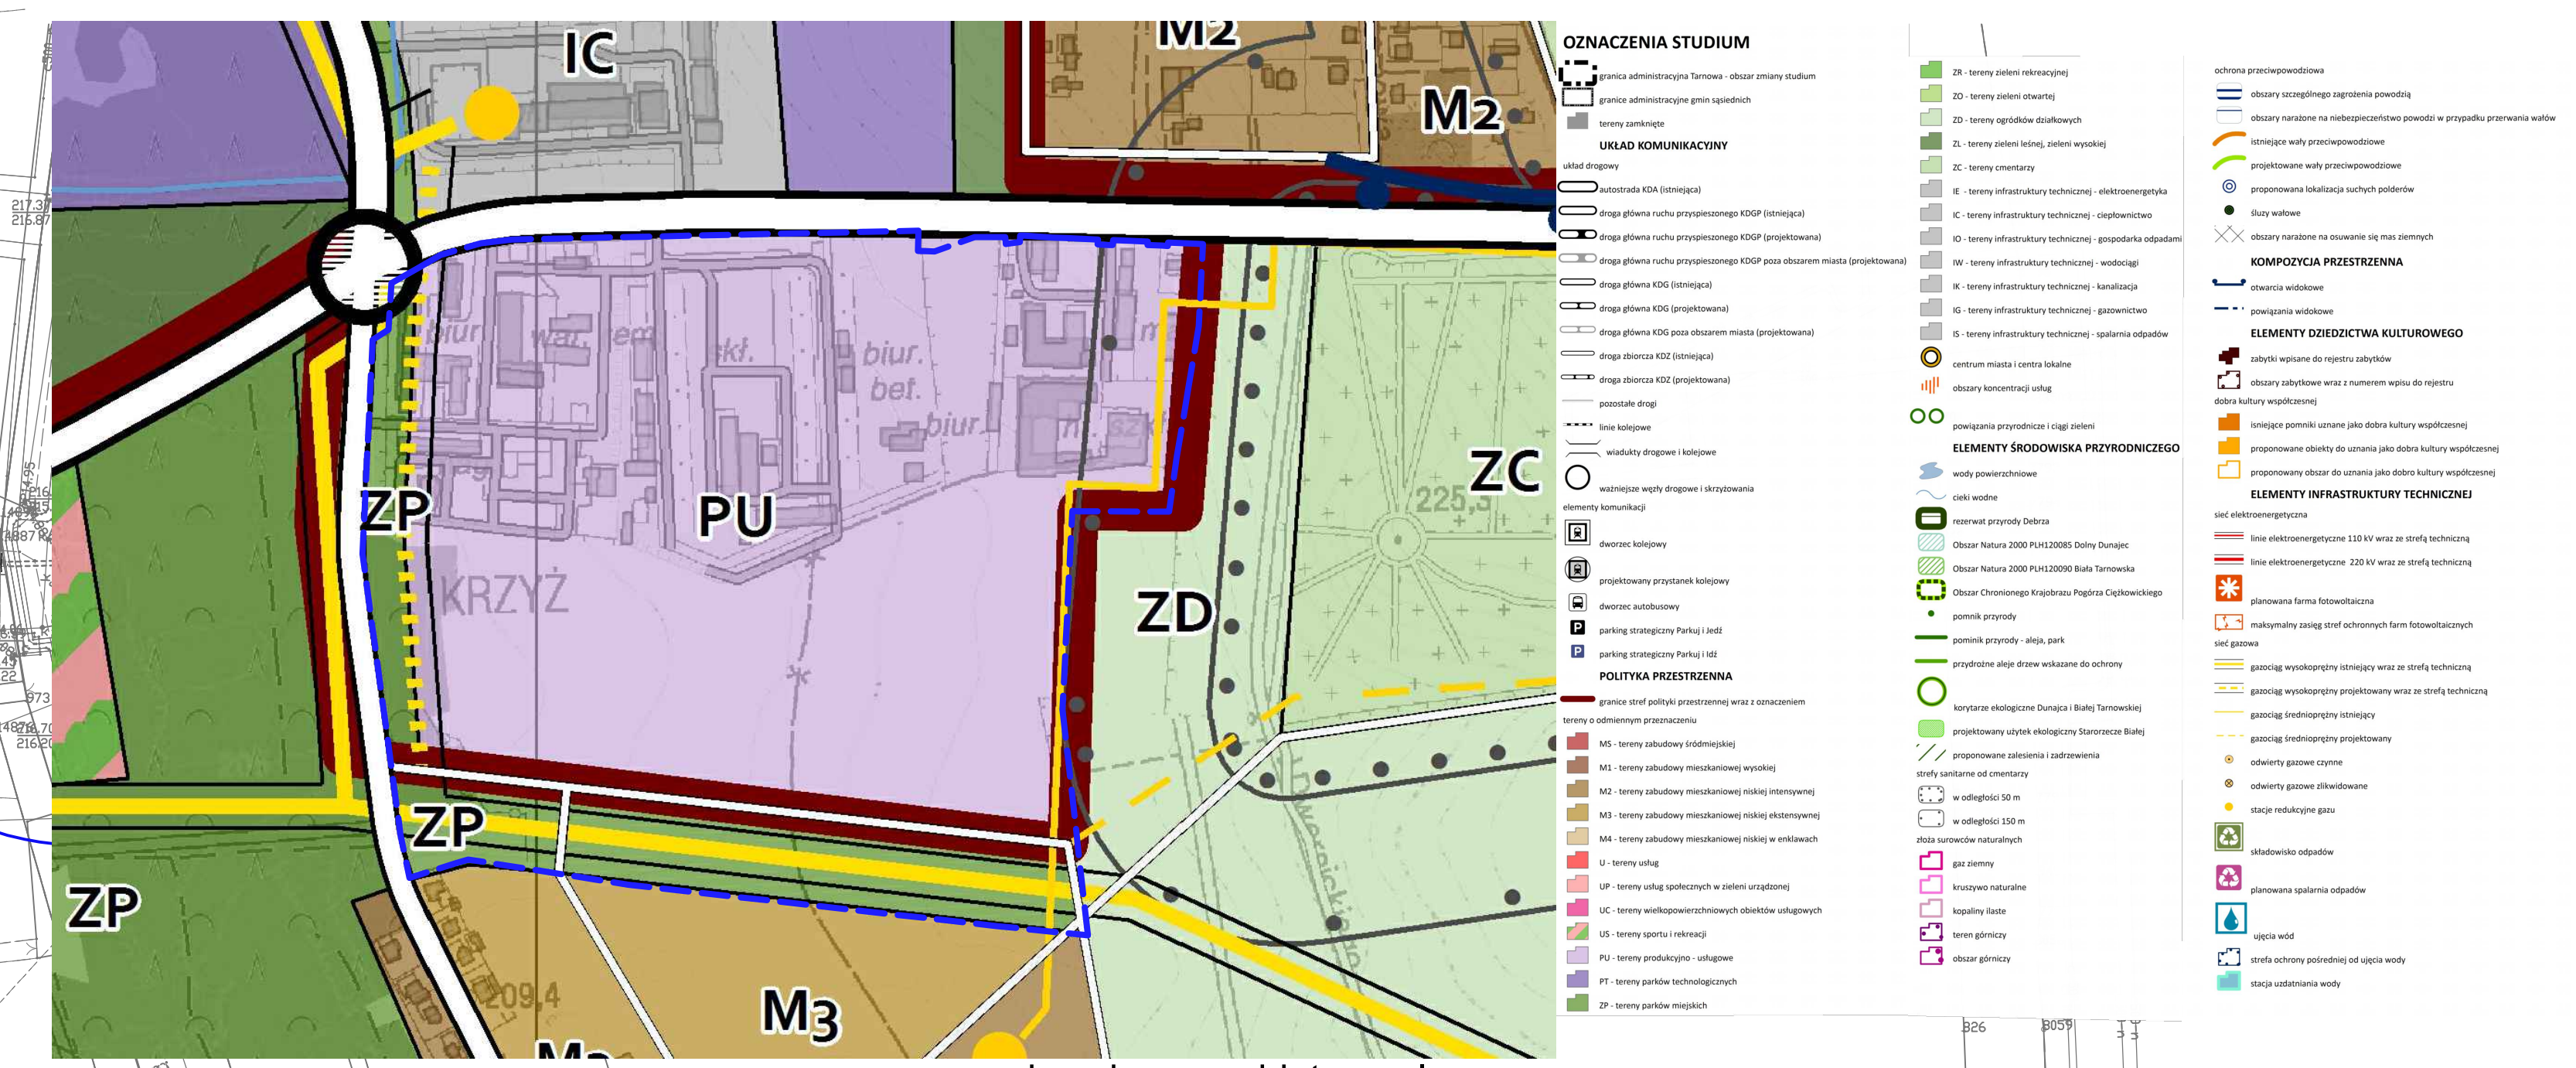 IC
M2
M2
ZP
PU
ZC
ZD
KRZYŻ
225,3
biur.
bet.
biur.
skł.
ZP
ZP
M3
209,4
217.37
216.87
973
OZNACZENIA STUDIUM
granica administracyjna Tarnowa - obszar zmiany studium
granice administracyjne gmin sąsiednich
tereny zamknięte
UKŁAD KOMUNIKACYJNY
układ drogowy
autostrada KDA (istniejąca)
droga główna ruchu przyspieszonego KDGP (istniejąca)
droga główna ruchu przyspieszonego KDGP (projektowana)
droga główna ruchu przyspieszonego KDGP poza obszarem miasta (projektowana)
droga główna KDG (istniejąca)
droga główna KDG (projektowana)
droga główna KDG poza obszarem miasta (projektowana)
droga zbiorcza KDZ (istniejąca)
droga zbiorcza KDZ (projektowana)
pozostałe drogi
linie kolejowe
wiadukty drogowe i kolejowe
ważniejsze węzły drogowe i skrzyżowania
elementy komunikacji
dworzec kolejowy
projektowany przystanek kolejowy
dworzec autobusowy
P parking strategiczny Parkuj i Jedź
P parking strategiczny Parkuj i Idź
POLITYKA PRZESTRZENNA
granice stref polityki przestrzennej wraz z oznaczeniem
tereny o odmiennym przeznaczeniu
MS - tereny zabudowy śródmiejskiej
M1 - tereny zabudowy mieszkaniowej wysokiej
M2 - tereny zabudowy mieszkaniowej niskiej intensywnej
M3 - tereny zabudowy mieszkaniowej niskiej ekstensywnej
M4 - tereny zabudowy mieszkaniowej niskiej w enklawach
U - tereny usług
UP - tereny usług społecznych w zieleni urządzonej
UC - tereny wielkopowierzchniowych obiektów usługowych
US - tereny sportu i rekreacji
PU - tereny produkcyjno - usługowe
PT - tereny parków technologicznych
ZP - tereny parków miejskich
ZR - tereny zieleni rekreacyjnej
ZO - tereny zieleni otwartej
ZD - tereny ogródków działkowych
ZL - tereny zieleni leśnej, zieleni wysokiej
ZC - tereny cmentarzy
IE - tereny infrastruktury technicznej - elektroenergetyka
IC - tereny infrastruktury technicznej - ciepłownictwo
IO - tereny infrastruktury technicznej - gospodarka odpadami
IW - tereny infrastruktury technicznej - wodociągi
IK - tereny infrastruktury technicznej - kanalizacja
IG - tereny infrastruktury technicznej - gazownictwo
IS - tereny infrastruktury technicznej - spalarnia odpadów
centrum miasta i centra lokalne
obszary koncentracji usług
powiązania przyrodnicze i ciągi zieleni
ELEMENTY ŚRODOWISKA PRZYRODNICZEGO
wody powierzchniowe
cieki wodne
rezerwat przyrody Debrza
Obszar Natura 2000 PLH120085 Dolny Dunajec
Obszar Natura 2000 PLH120090 Biała Tarnowska
Obszar Chronionego Krajobrazu Pogórza Ciężkowickiego
pomnik przyrody
pominik przyrody - aleja, park
przydrożne aleje drzew wskazane do ochrony
korytarze ekologiczne Dunajca i Białej Tarnowskiej
projektowany użytek ekologiczny Starorzecze Białej
proponowane zalesienia i zadrzewienia
strefy sanitarne od cmentarzy
w odległości 50 m
w odległości 150 m
złoża surowców naturalnych
gaz ziemny
kruszywo naturalne
kopaliny ilaste
teren górniczy
obszar górniczy
826
8059
ochrona przeciwpowodziowa
obszary szczególnego zagrożenia powodzią
obszary narażone na niebezpieczeństwo powodzi w przypadku przerwania wałów
istniejące wały przeciwpowodziowe
projektowane wały przeciwpowodziowe
proponowana lokalizacja suchych polderów
śluzy wałowe
obszary narażone na osuwanie się mas ziemnych
KOMPOZYCJA PRZESTRZENNA
otwarcia widokowe
powiązania widokowe
ELEMENTY DZIEDZICTWA KULTUROWEGO
zabytki wpisane do rejestru zabytków
obszary zabytkowe wraz z numerem wpisu do rejestru
dobra kultury współczesnej
isniejące pomniki uznane jako dobra kultury współczesnej
proponowane obiekty do uznania jako dobra kultury współczesnej
proponowany obszar do uznania jako dobro kultury współczesnej
ELEMENTY INFRASTRUKTURY TECHNICZNEJ
sieć elektroenergetyczna
linie elektroenergetyczne 110 kV wraz ze strefą techniczną
linie elektroenergetyczne 220 kV wraz ze strefą techniczną
planowana farma fotowoltaiczna
maksymalny zasięg stref ochronnych farm fotowoltaicznych
sieć gazowa
gazociąg wysokoprężny istniejący wraz ze strefą techniczną
gazociąg wysokoprężny projektowany wraz ze strefą techniczną
gazociąg średnioprężny istniejący
gazociąg średnioprężny projektowany
odwierty gazowe czynne
odwierty gazowe zlikwidowane
stacje redukcyjne gazu
składowisko odpadów
planowana spalarnia odpadów
ujęcia wód
strefa ochrony pośredniej od ujęcia wody
stacja uzdatniania wody